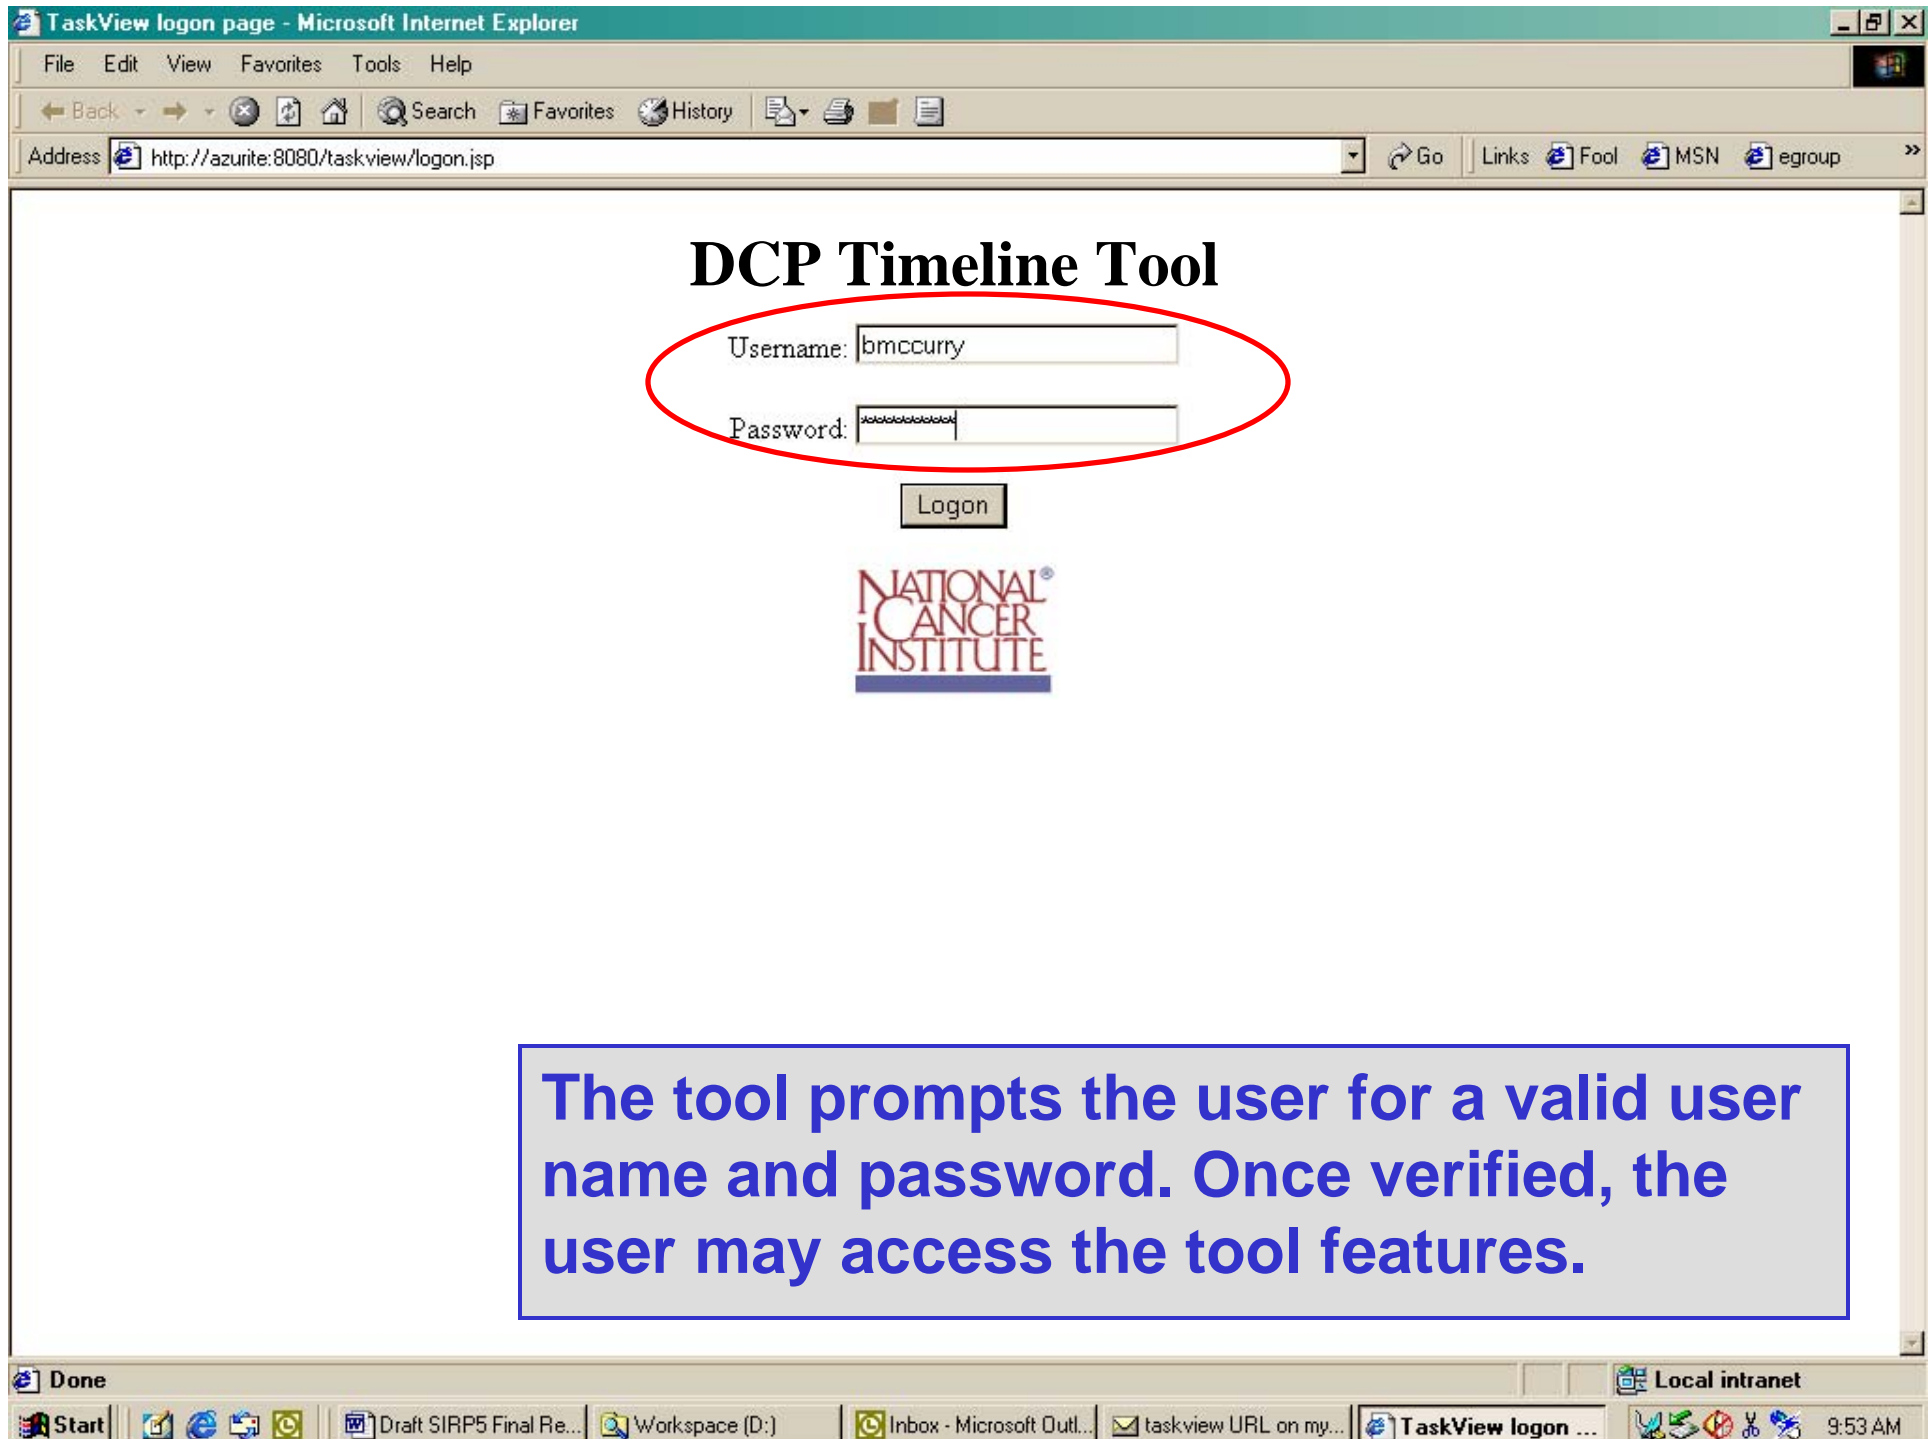 TaskView logon page - Microsoft Internet Explorer
File Edit View Favorites Tools Help
Back Search Favorites History
Address http://azurite:8080/taskview/logon.jsp Go Links Fool MSN egroup »
DCP Timeline Tool
Username: bmccurry
Password: ***********
Logon
NATIONAL®
CANCER
INSTITUTE
The tool prompts the user for a valid user
name and password. Once verified, the
user may access the tool features.
Done Local intranet
Start Draft SIRP5 Final Re... Workspace (D:) Inbox - Microsoft Outl... taskview URL on my... TaskView logon ... 9:53 AM